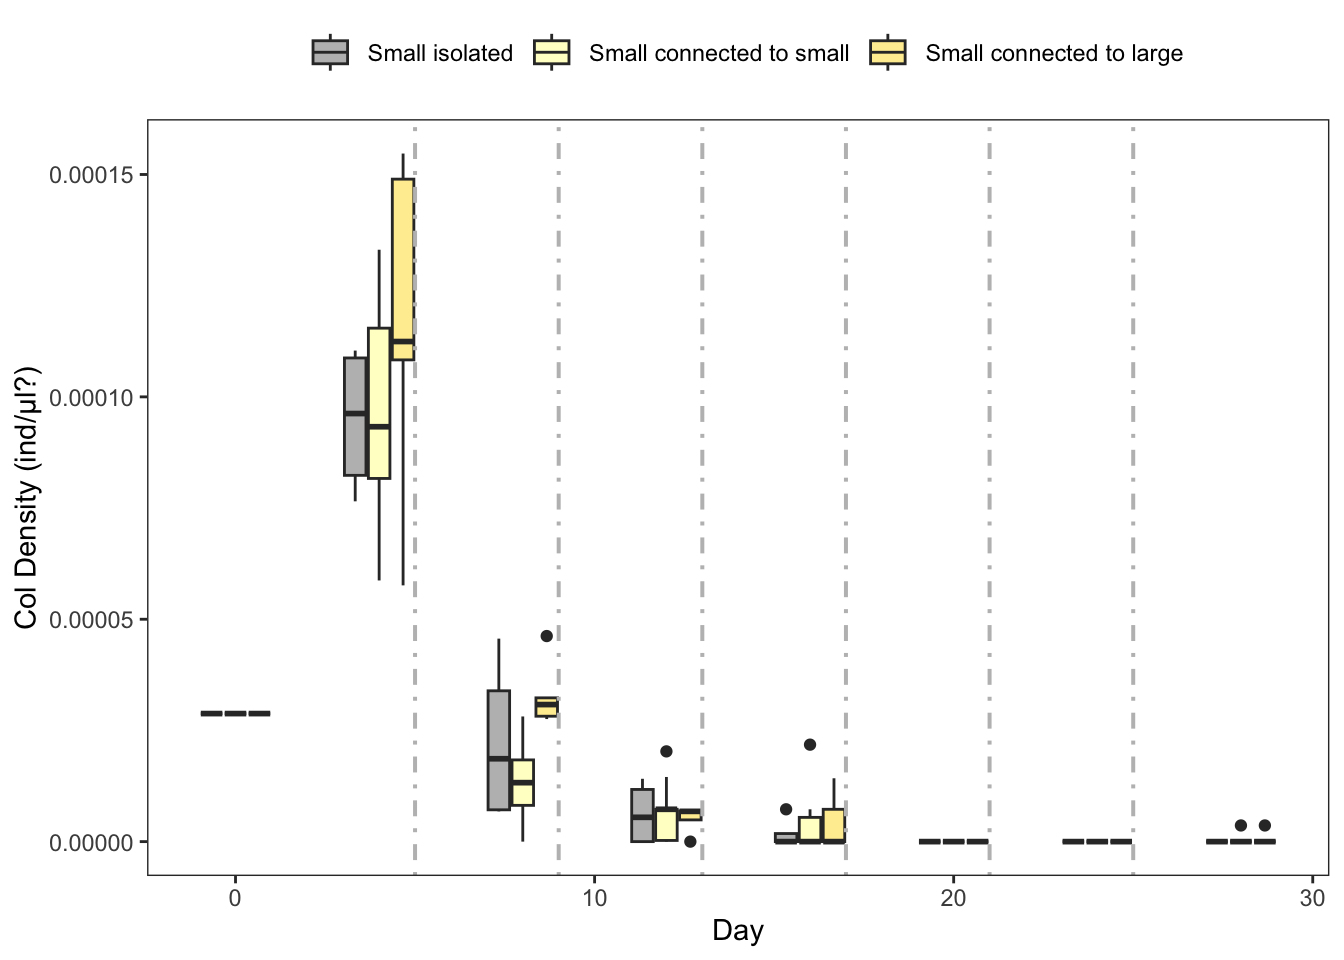 Small isolated Small connected to small Small connected to large
Col Density (ind/µl?)
0.00015
0.00010
0.00005
0.00000
0 10 20 30
Day